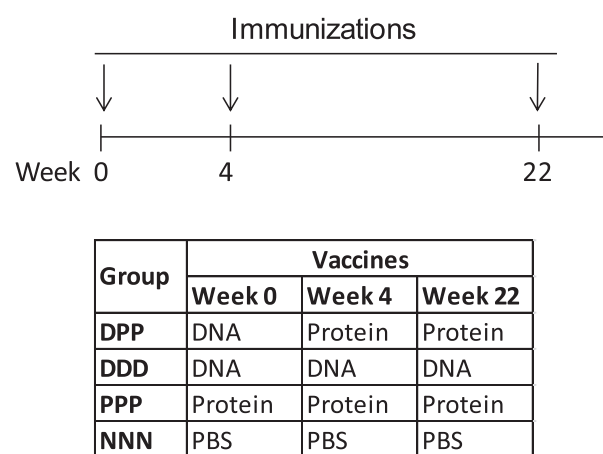 Immunizations
Week 0 4 22
Group Vaccines
Week 0 Week 4 Week 22
DPP DNA Protein Protein
DDD DNA DNA DNA
PPP Protein Protein Protein
NNN PBS PBS PBS